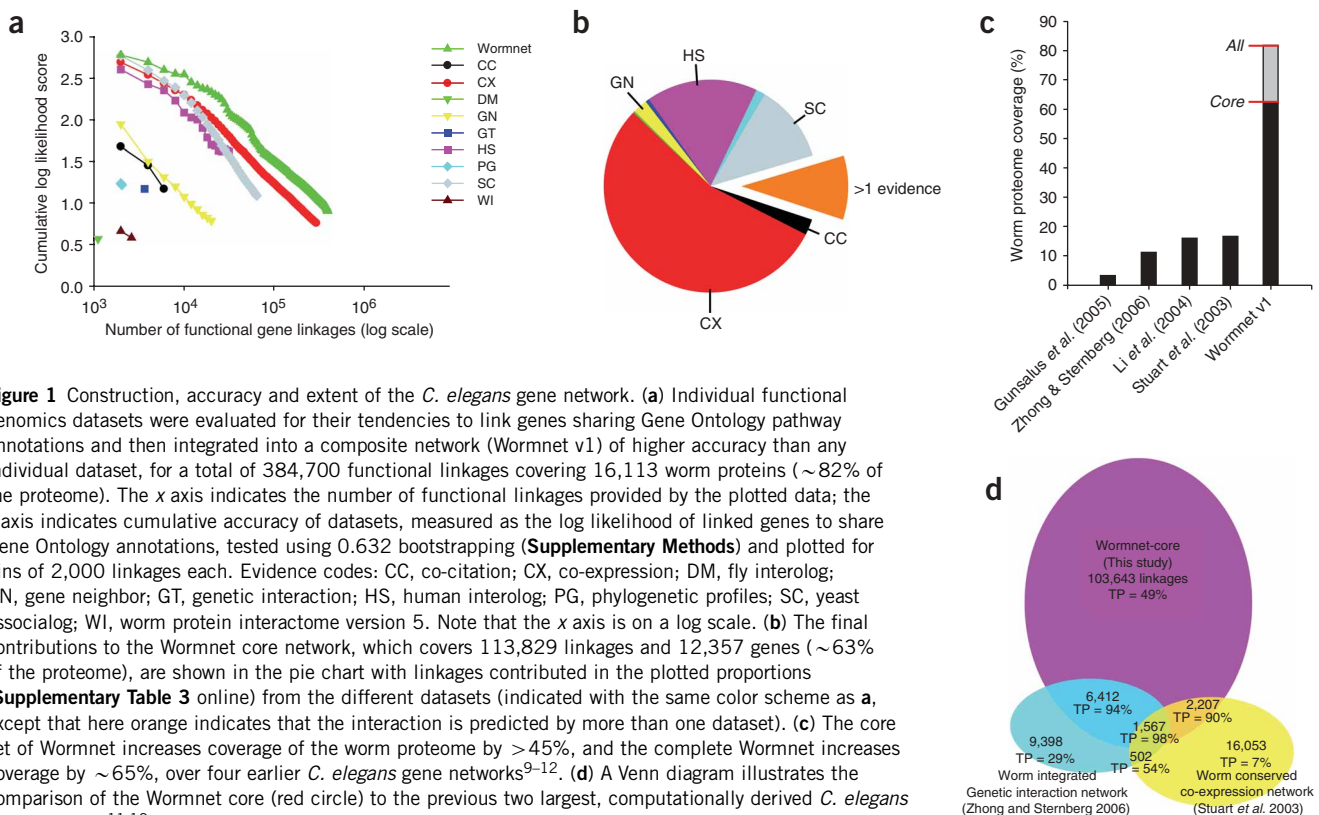 a
3.0
2.5
2.0
1.5
1.0
0.5
0.0
Cumulative log likelihood score
10^3
10^4
10^5
10^6
Number of functional gene linkages (log scale)
Wormnet
CC
CX
DM
GN
GT
HS
PG
SC
WI
b
HS
GN
SC
>1 evidence
CC
CX
c
90
80
70
60
50
40
30
20
10
0
Worm proteome coverage (%)
All
Core
Gunsalus et al. (2005)
Zhong & Sternberg (2006)
Li et al. (2004)
Stuart et al. (2003)
Wormnet v1
igure 1 Construction, accuracy and extent of the C. elegans gene network. (a) Individual functional
enomics datasets were evaluated for their tendencies to link genes sharing Gene Ontology pathway
nnotations and then integrated into a composite network (Wormnet v1) of higher accuracy than any
ndividual dataset, for a total of 384,700 functional linkages covering 16,113 worm proteins (~82% of
he proteome). The x axis indicates the number of functional linkages provided by the plotted data; the
axis indicates cumulative accuracy of datasets, measured as the log likelihood of linked genes to share
ene Ontology annotations, tested using 0.632 bootstrapping (Supplementary Methods) and plotted for
ins of 2,000 linkages each. Evidence codes: CC, co-citation; CX, co-expression; DM, fly interolog;
N, gene neighbor; GT, genetic interaction; HS, human interolog; PG, phylogenetic profiles; SC, yeast
ssocialog; WI, worm protein interactome version 5. Note that the x axis is on a log scale. (b) The final
ontributions to the Wormnet core network, which covers 113,829 linkages and 12,357 genes (~63%
f the proteome), are shown in the pie chart with linkages contributed in the plotted proportions
Supplementary Table 3 online) from the different datasets (indicated with the same color scheme as a,
xcept that here orange indicates that the interaction is predicted by more than one dataset). (c) The core
et of Wormnet increases coverage of the worm proteome by >45%, and the complete Wormnet increases
overage by ~65%, over four earlier C. elegans gene networks9–12. (d) A Venn diagram illustrates the
omparison of the Wormnet core (red circle) to the previous two largest, computationally derived C. elegans
d
Wormnet-core
(This study)
103,643 linkages
TP = 49%
6,412
TP = 94%
2,207
TP = 90%
1,567
TP = 98%
9,398
TP = 29%
502
TP = 54%
16,053
TP = 7%
Worm integrated
Genetic interaction network
(Zhong and Sternberg 2006)
Worm conserved
co-expression network
(Stuart et al. 2003)